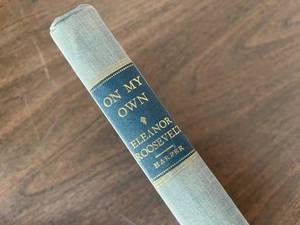 ON MY
OWN
ELEANOR
ROOSEVELT
HARPER